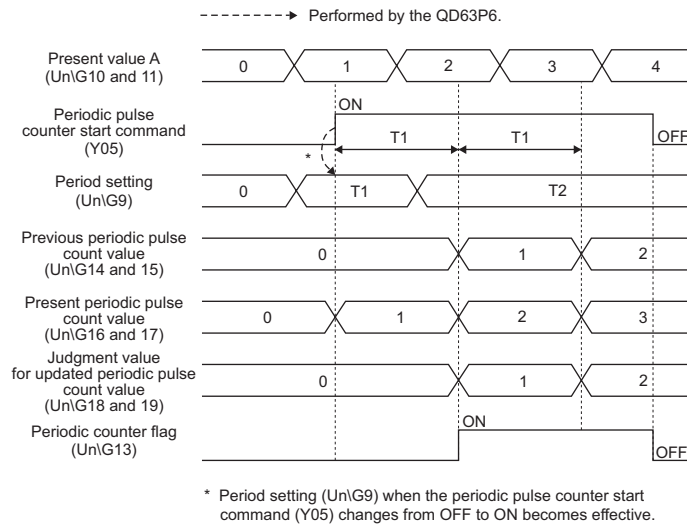 Performed by the QD63P6.
Present value A
(Un\G10 and 11)
0 1 2 3 4
ON
Periodic pulse
counter start command
(Y05)
T1 T1
OFF
*
Period setting
(Un\G9)
0 T1 T2
Previous periodic pulse
count value
(Un\G14 and 15)
0 1 2
Present periodic pulse
count value
(Un\G16 and 17)
0 1 2 3
Judgment value
for updated periodic pulse
count value
(Un\G18 and 19)
0 1 2
Periodic counter flag
(Un\G13)
ON
OFF
* Period setting (Un\G9) when the periodic pulse counter start
command (Y05) changes from OFF to ON becomes effective.